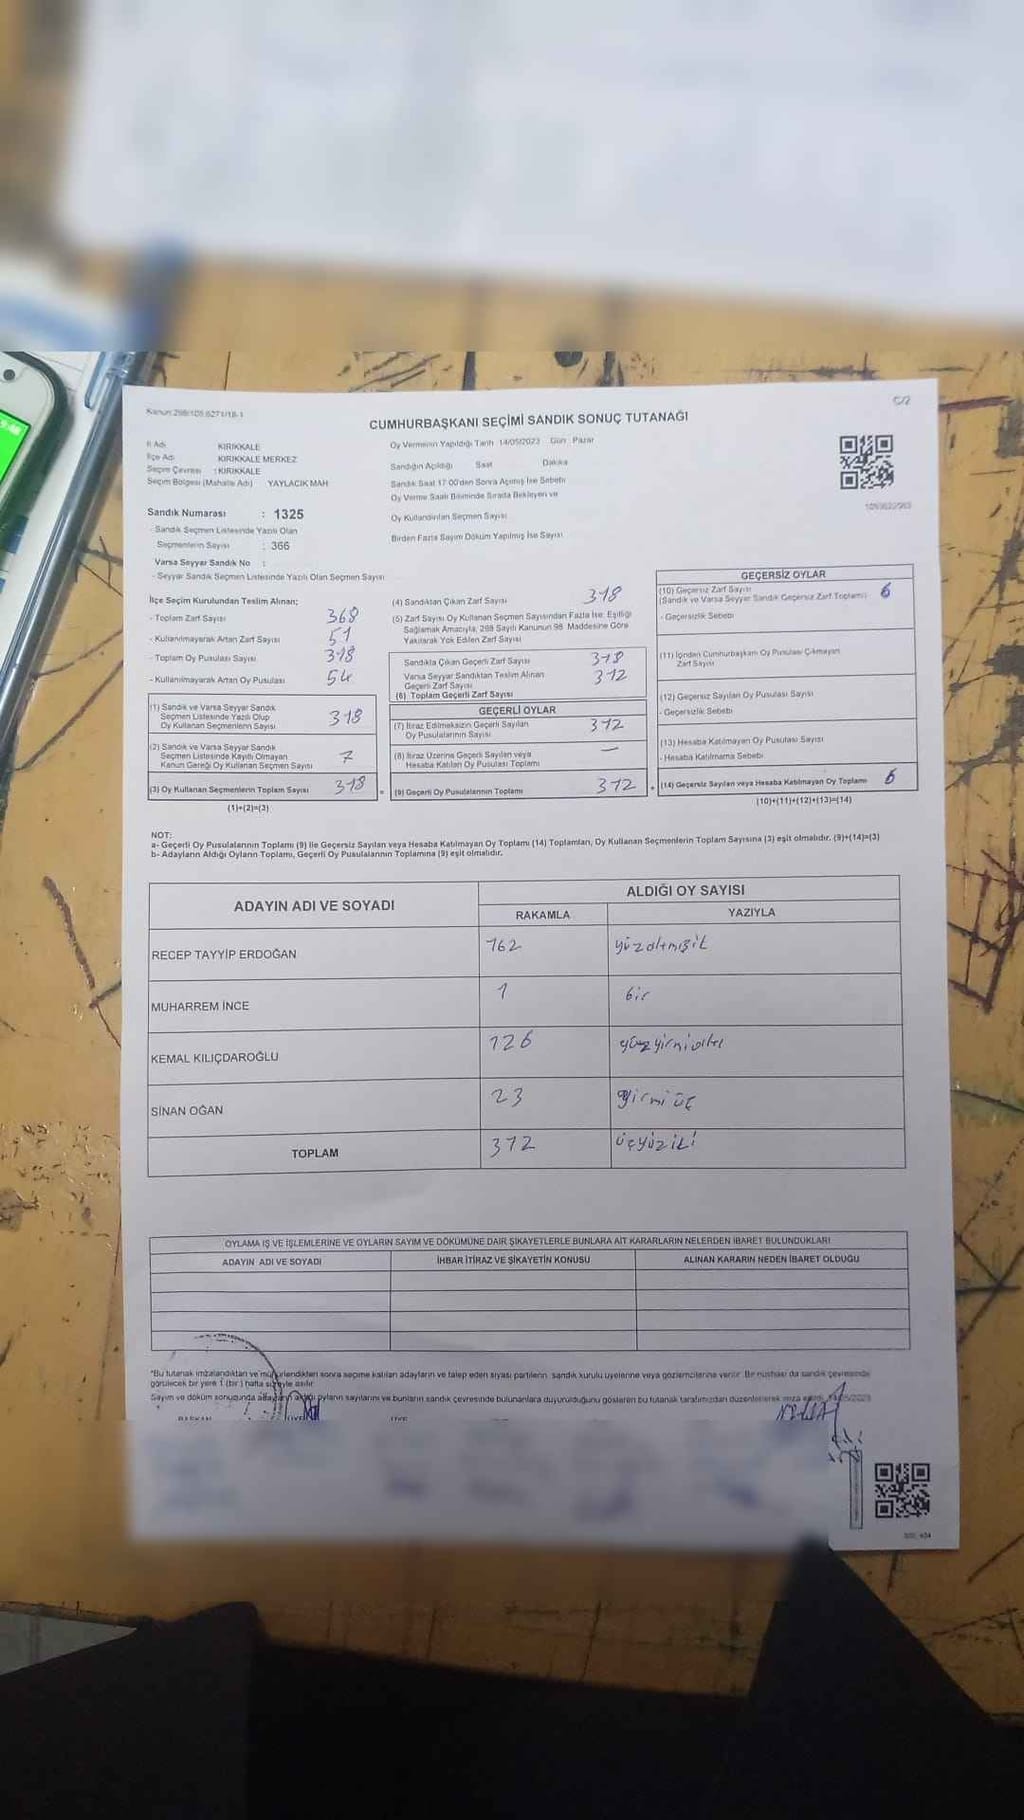 Kanun:298/105,6271/18-1
C/2
CUMHURBAŞKANI SEÇİMİ SANDIK SONUÇ TUTANAĞI
İl Adı KIRIKKALE
İlçe Adı KIRIKKALE MERKEZ
Seçim Çevresi : KIRIKKALE
Seçim Bölgesi (Mahalle Adı) YAYLACIK MAH
Sandık Numarası : 1325
- Sandık Seçmen Listesinde Yazılı Olan
Seçmenlerin Sayısı : 366
Varsa Seyyar Sandık No :
- Seyyar Sandık Seçmen Listesinde Yazılı Olan Seçmen Sayısı
Oy Vermenin Yapıldığı Tarih 14/05/2023 Gün : Pazar
Sandığın Açıldığı Saat Dakika
Sandık Saat 17:00'den Sonra Açılmış İse Sebebi
Oy Verme Saati Bitiminde Sırada Bekleyen ve
Oy Kullandırılan Seçmen Sayısı
Birden Fazla Sayım Döküm Yapılmış İse Sayısı
İlçe Seçim Kurulundan Teslim Alınan;
- Toplam Zarf Sayısı 368
- Kullanılmayarak Artan Zarf Sayısı 51
- Toplam Oy Pusulası Sayısı 318
- Kullanılmayarak Artan Oy Pusulası 54
(1) Sandık ve Varsa Seyyar Sandık
Seçmen Listesinde Yazılı Olup
Oy Kullanan Seçmenlerin Sayısı 318
(2) Sandık ve Varsa Seyyar Sandık
Seçmen Listesinde Kayıtlı Olmayan
Kanun Gereği Oy Kullanan Seçmen Sayısı
(3) Oy Kullanan Seçmenlerin Toplam Sayısı 318
(1)+(2)=(3)
(4) Sandıktan Çıkan Zarf Sayısı 318
(5) Zarf Sayısı Oy Kullanan Seçmen Sayısından Fazla İse; Eşitliği
Sağlamak Amacıyla, 298 Sayılı Kanunun 98. Maddesine Göre
Yakılarak Yok Edilen Zarf Sayısı
Sandıkta Çıkan Geçerli Zarf Sayısı 318
Varsa Seyyar Sandıktan Teslim Alınan 312
Geçerli Zarf Sayısı
(6) Toplam Geçerli Zarf Sayısı
GEÇERLİ OYLAR
(7) İtiraz Edilmeksizin Geçerli Sayılan
Oy Pusulalarının Sayısı 312
(8) İtiraz Üzerine Geçerli Sayılan veya
Hesaba Katılan Oy Pusulası Toplamı —
(9) Geçerli Oy Pusulalarının Toplamı 312
GEÇERSİZ OYLAR
(10) Geçersiz Zarf Sayısı
(Sandık ve Varsa Seyyar Sandık Geçersiz Zarf Toplamı) 6
- Geçersizlik Sebebi
(11) İçinden Cumhurbaşkanı Oy Pusulası Çıkmayan
Zarf Sayısı
(12) Geçersiz Sayılan Oy Pusulası Sayısı
- Geçersizlik Sebebi
(13) Hesaba Katılmayan Oy Pusulası Sayısı
- Hesaba Katılmama Sebebi
(14) Geçersiz Sayılan veya Hesaba Katılmayan Oy Toplamı 6
(10)+(11)+(12)+(13)=(14)
NOT:
a- Geçerli Oy Pusulalarının Toplamı (9) ile Geçersiz Sayılan veya Hesaba Katılmayan Oy Toplamı (14) Toplamları, Oy Kullanan Seçmenlerin Toplam Sayısına (3) eşit olmalıdır. (9)+(14)=(3)
b- Adayların Aldığı Oyların Toplamı, Geçerli Oy Pusulalarının Toplamına (9) eşit olmalıdır.
ADAYIN ADI VE SOYADI
ALDIĞI OY SAYISI
RAKAMLA YAZIYLA
RECEP TAYYİP ERDOĞAN 162 yüzaltmışik
MUHARREM İNCE 1 bir
KEMAL KILIÇDAROĞLU 126 yüzyirmialtı
SİNAN OĞAN 23 yirmi üç
TOPLAM 312 üçyüziki
OYLAMA İŞ VE İŞLEMLERİNE VE OYLARIN SAYIM VE DÖKÜMÜNE DAİR ŞİKAYETLERLE BUNLARA AİT KARARLARIN NELERDEN İBARET BULUNDUKLARI
ADAYIN ADI VE SOYADI İHBAR İTİRAZ VE ŞİKAYETİN KONUSU ALINAN KARARIN NEDEN İBARET OLDUĞU
*Bu tutanak imzalandıktan ve mühürlendikten sonra seçime katılan adayların ve talep eden siyasi partilerin, sandık kurulu üyelerine veya gözlemcilerine verilir. Bir nüshası da sandık çevresinde
görülecek bir yere 1 (bir) hafta süreyle asılır.
Sayım ve döküm sonucunda adayların aldığı oyların sayılarını ve bunların sandık çevresinde bulunanlara duyurulduğunu gösteren bu tutanak tarafımızdan düzenlenerek imza edildi. 14/05/2023
BAŞKAN ÜYE ÜYE